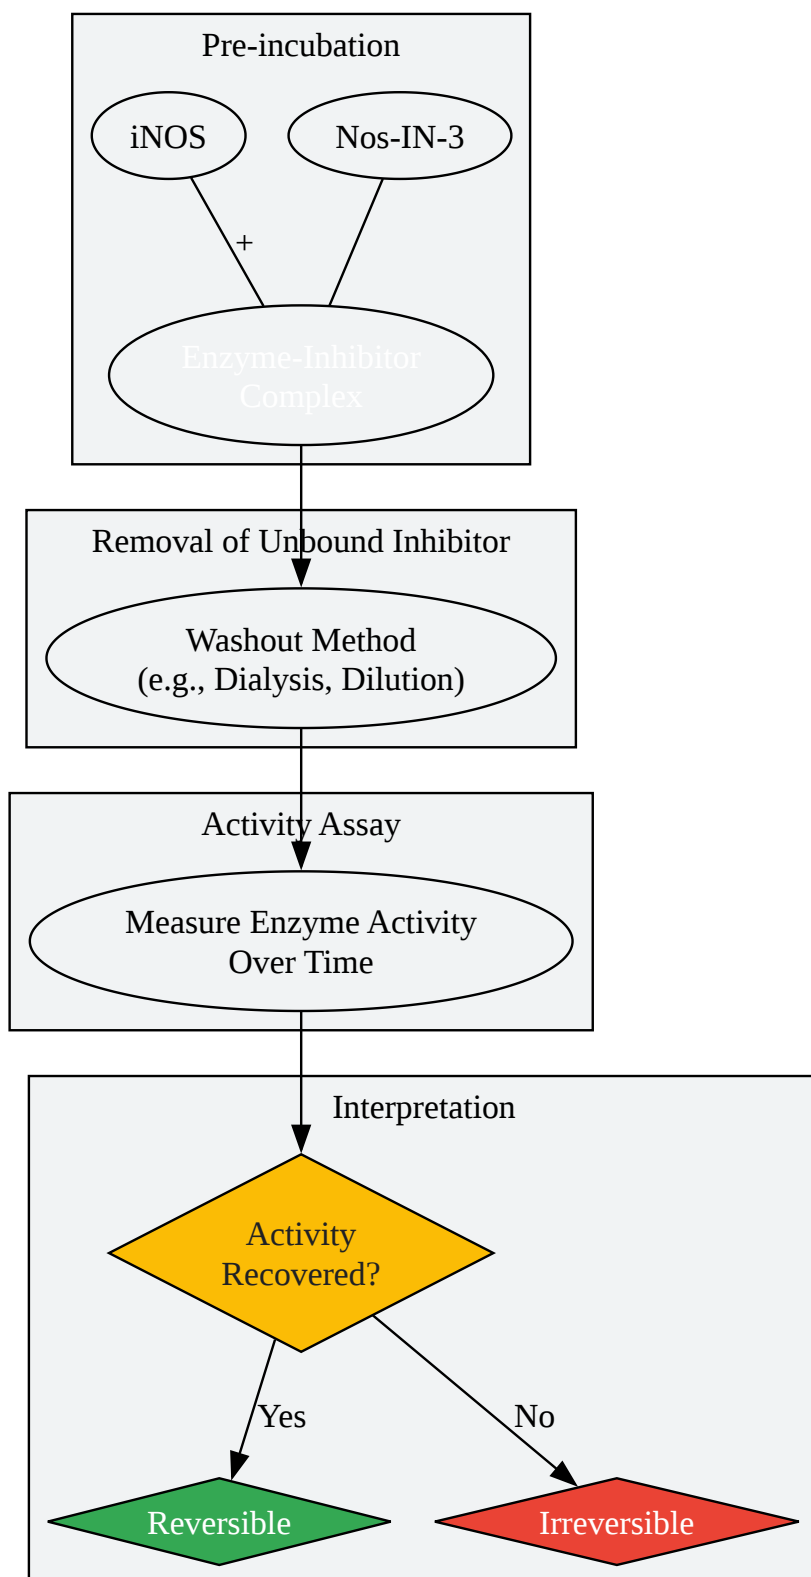 Pre-incubation
iNOS
Nos-IN-3
+
Enzyme-Inhibitor
Complex
Removal of Unbound Inhibitor
Washout Method
(e.g., Dialysis, Dilution)
Activity Assay
Measure Enzyme Activity
Over Time
Interpretation
Activity
Recovered?
Yes
No
Reversible
Irreversible